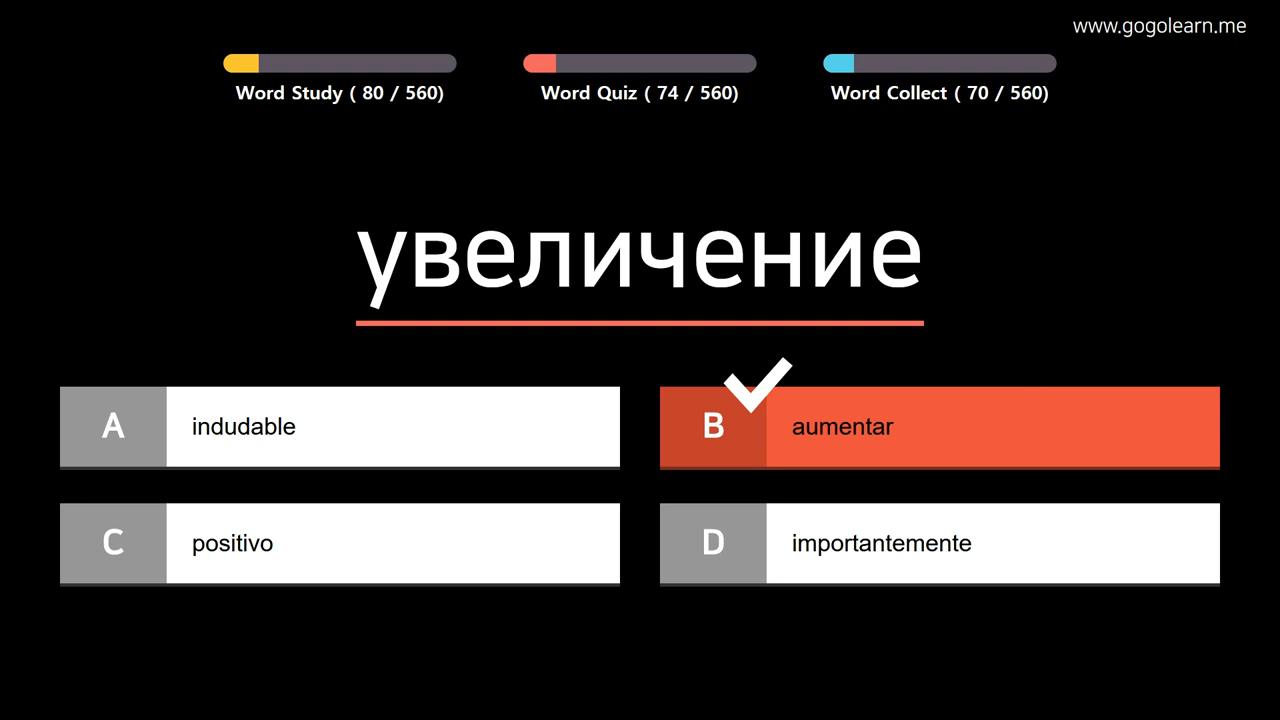 www.gogolearn.me
Word Study ( 80 / 560)
Word Quiz ( 74 / 560)
Word Collect ( 70 / 560)
увеличение
A indudable
B aumentar
C positivo
D importantemente